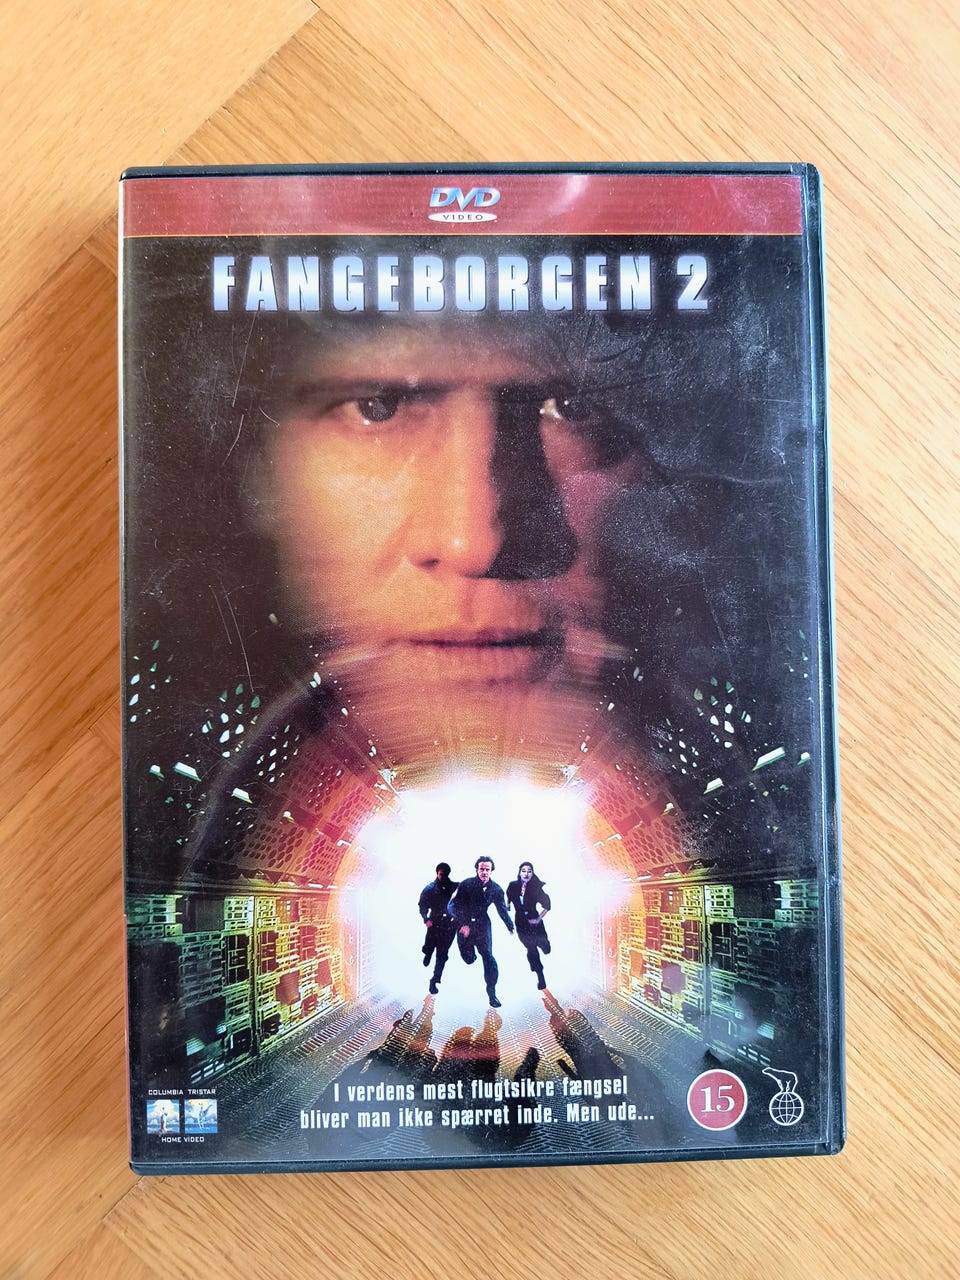 DVD
VIDEO
FANGEBORGEN 2
I verdens mest flugtsikre fængsel
bliver man ikke spærret inde. Men ude...
COLUMBIA TRISTAR
HOME VIDEO
15